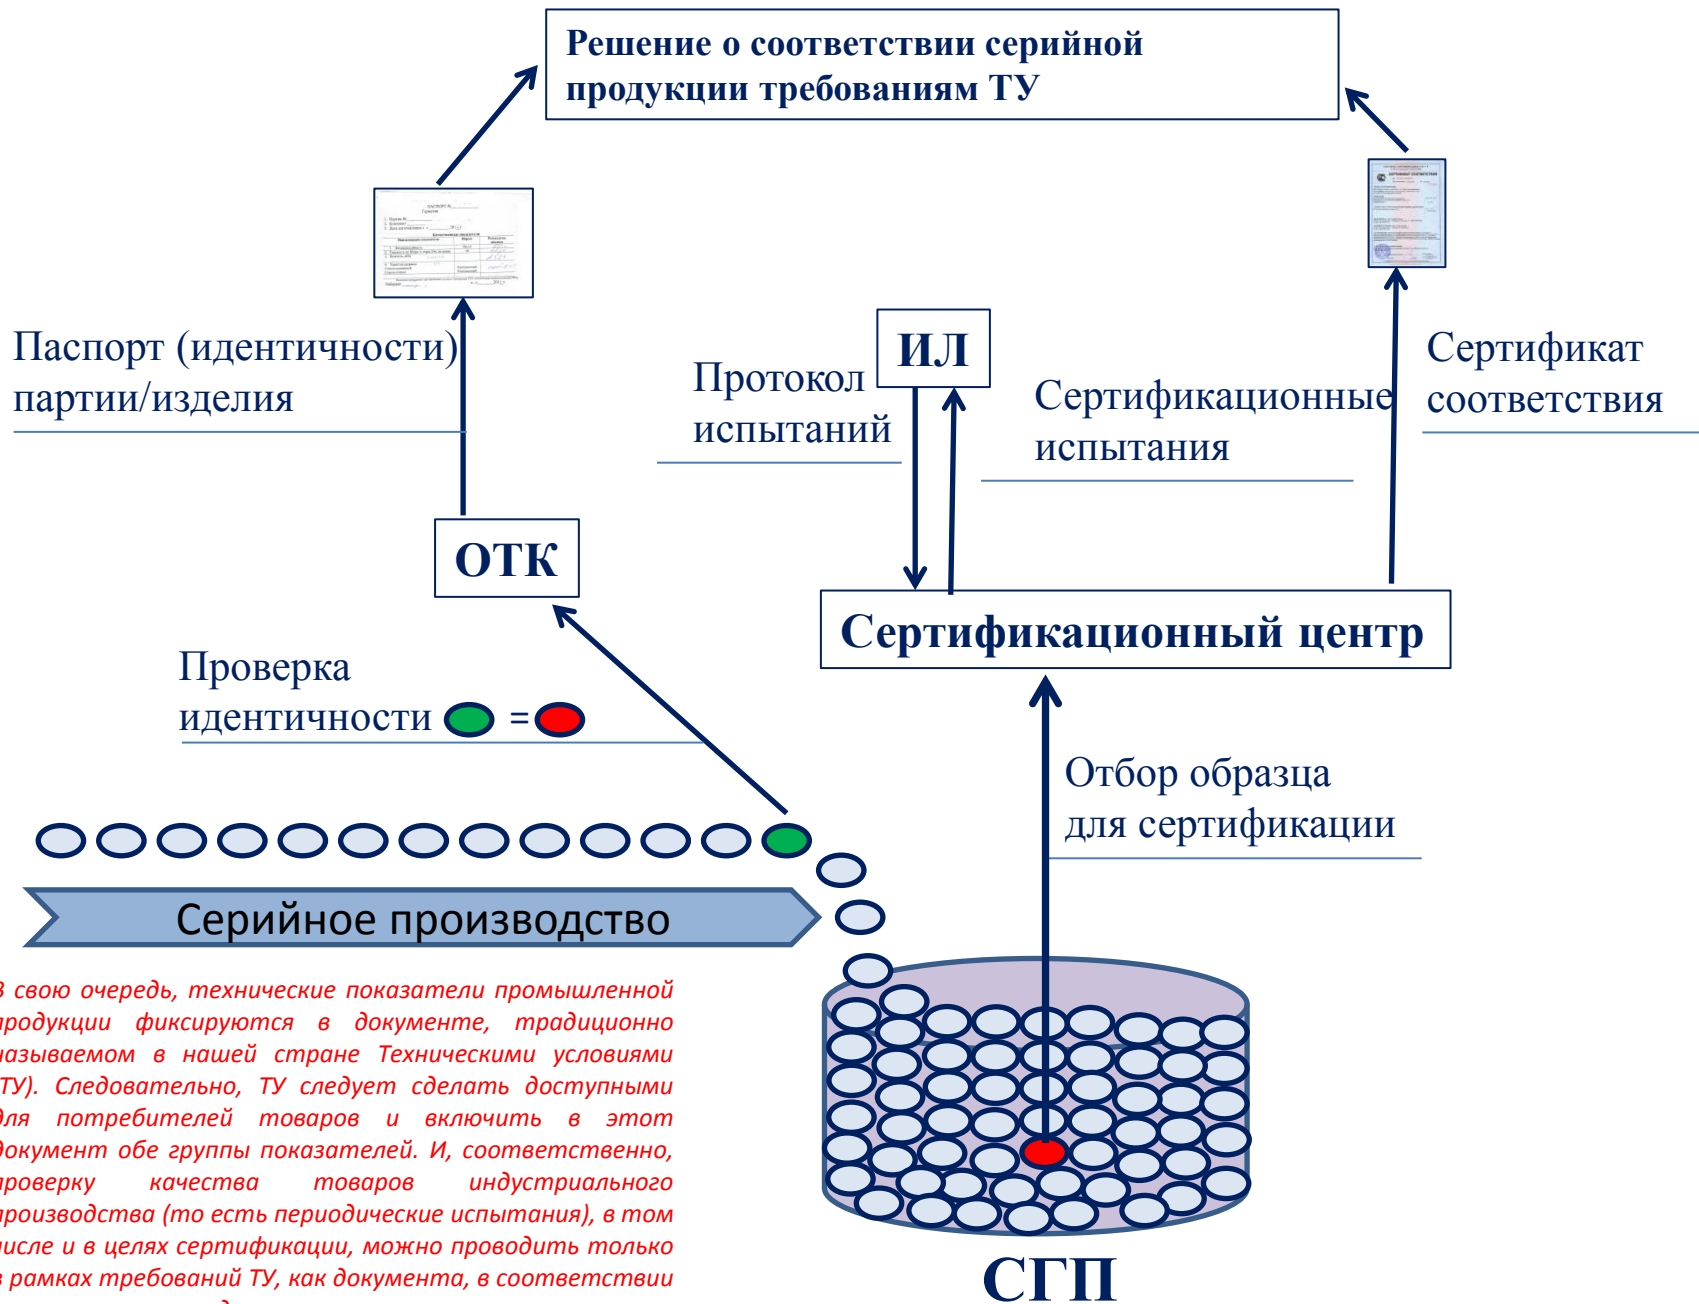 Решение о соответствии серийной
продукции требованиям ТУ
СЕРТИФИКАТ СООТВЕТСТВИЯ
Паспорт (идентичности)
партии/изделия
ИЛ
Протокол
испытаний
Сертификационные
испытания
Сертификат
соответствия
ОТК
Сертификационный центр
Проверка
идентичности =
Отбор образца
для сертификации
Серийное производство
свою очередь, технические показатели промышленной
продукции фиксируются в документе, традиционно
называемом в нашей стране Техническими условиями
(ТУ). Следовательно, ТУ следует сделать доступными
для потребителей товаров и включить в этот
документ обе группы показателей. И, соответственно,
проверку качества товаров индустриального
производства (то есть периодические испытания), в том
числе и в целях сертификации, можно проводить только
в рамках требований ТУ, как документа, в соответствии
СГП